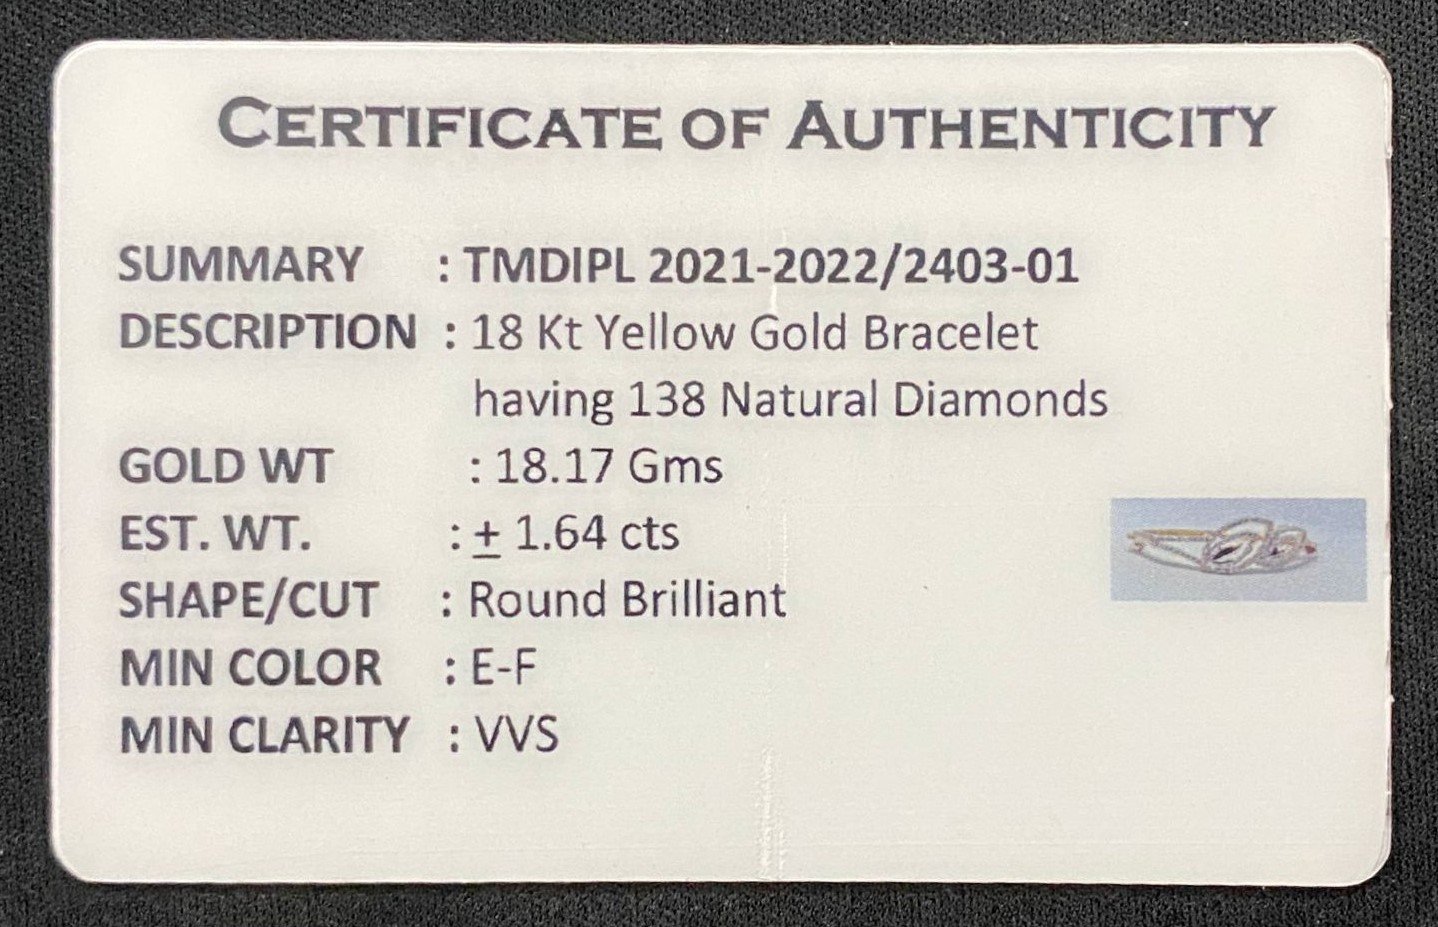 CERTIFICATE OF AUTHENTICITY
SUMMARY : TMDIPL 2021-2022/2403-01
DESCRIPTION : 18 Kt Yellow Gold Bracelet
having 138 Natural Diamonds
GOLD WT : 18.17 Gms
EST. WT. : ± 1.64 cts
SHAPE/CUT : Round Brilliant
MIN COLOR : E-F
MIN CLARITY : VVS